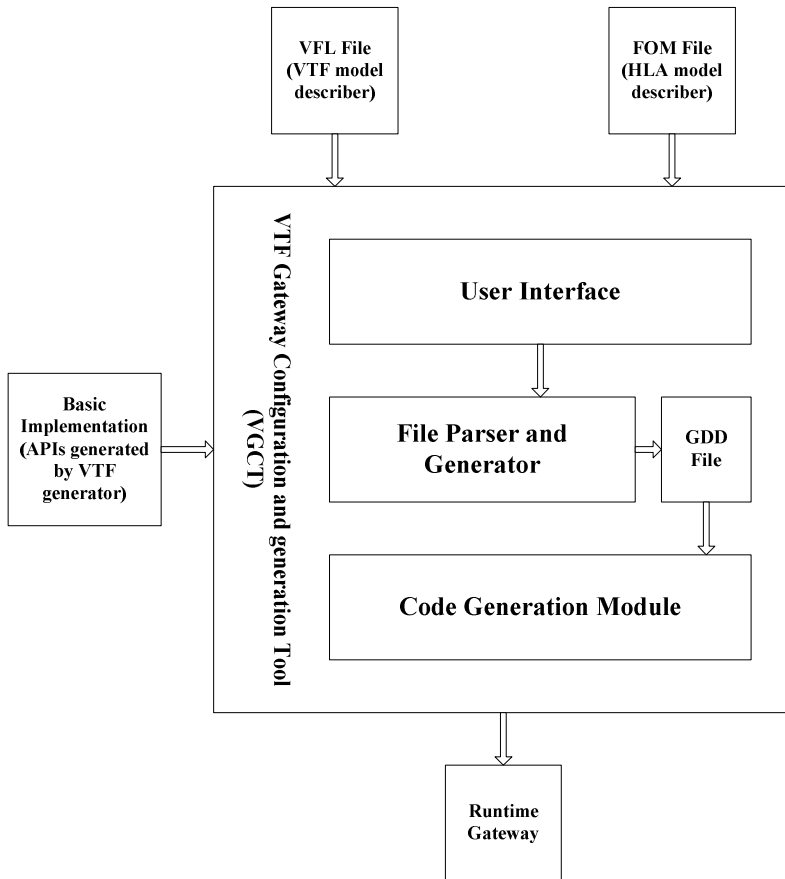 VFL File
(VTF model
describer)
FOM File
(HLA model
describer)
VTF Gateway Configuration and generation Tool
(VGCT)
User Interface
Basic
Implementation
(APIs generated
by VTF
generator)
File Parser and
Generator
GDD
File
Code Generation Module
Runtime
Gateway